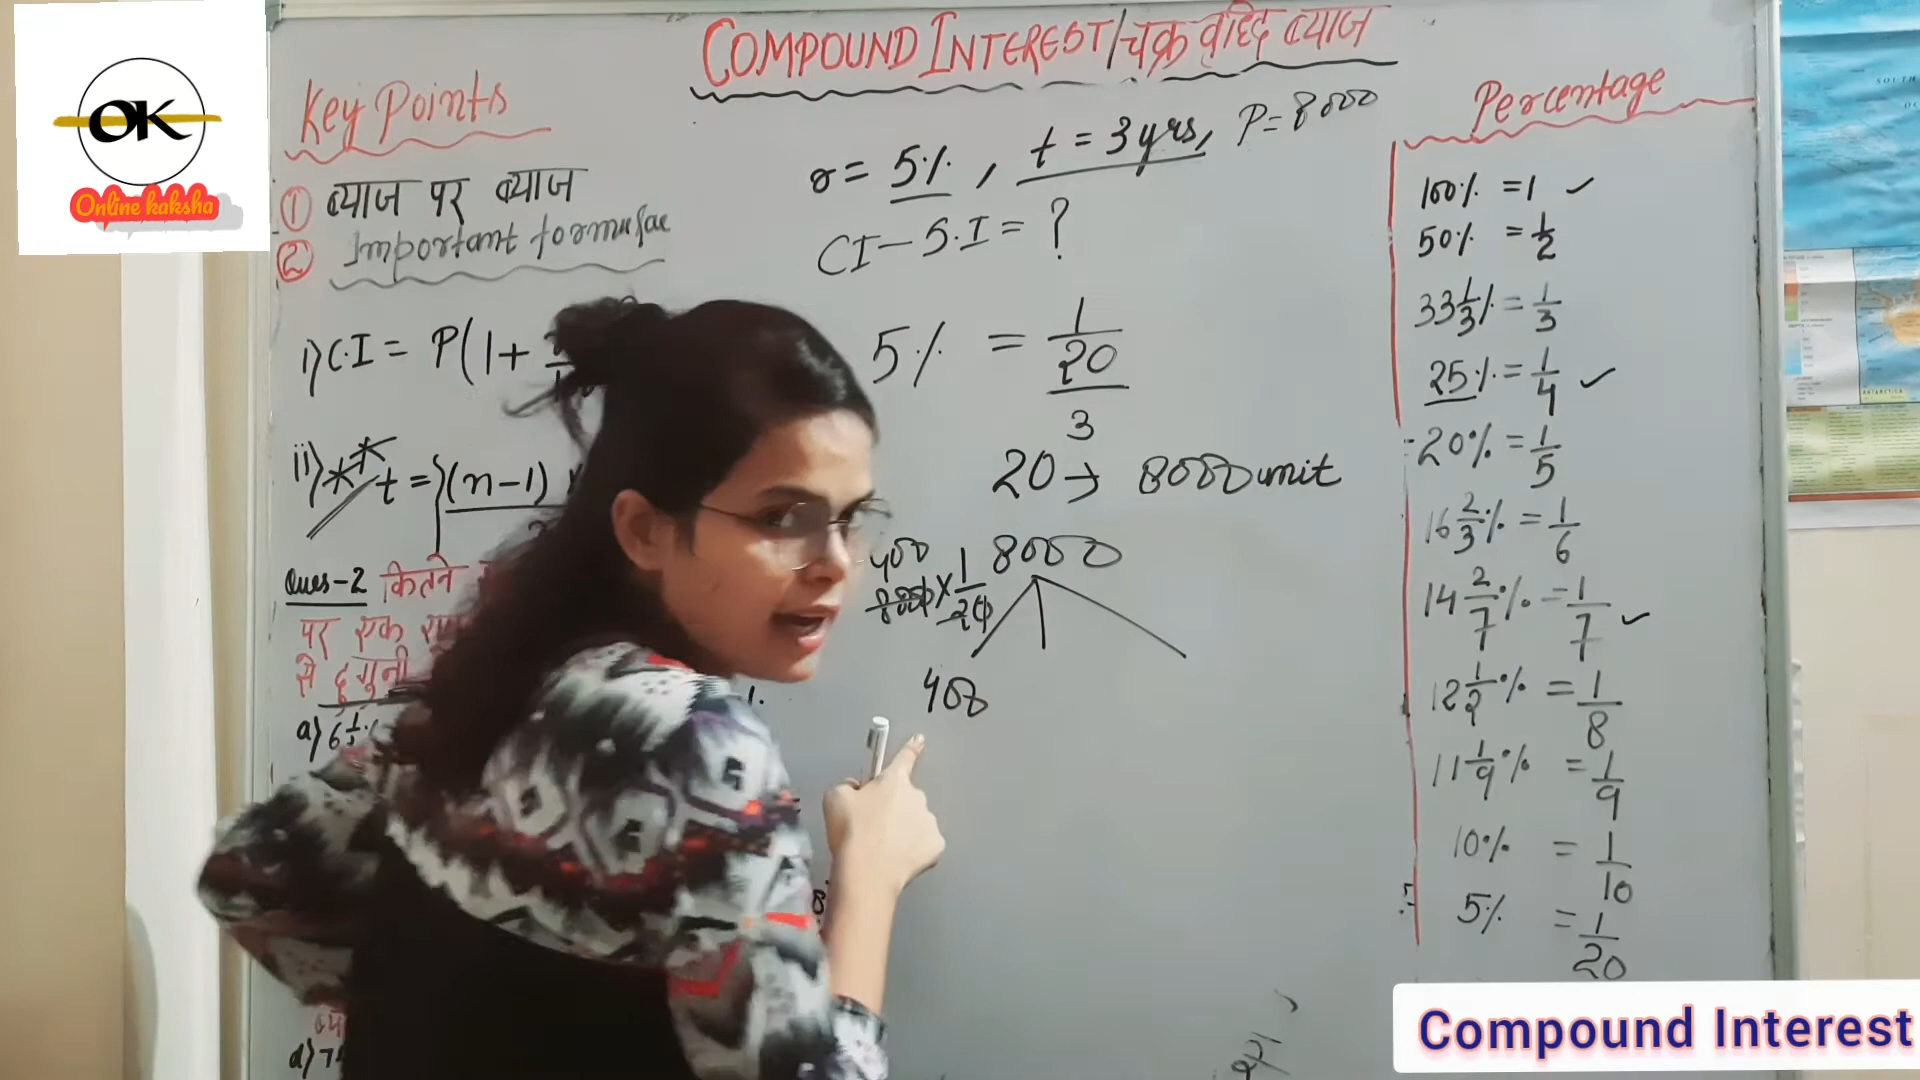 OK
Online kaksha
COMPOUND INTEREST/चक्र वृद्धि ब्याज
Key Points
① ब्याज पर ब्याज
② Important formulae
i) C.I = P(1+
ii) ** t = (n-1)
Ques-2 कितने
पर एक
से दुगुनी
a) 6
d) 7
r = 5%, t = 3yrs, P= 8000
CI - S.I = ?
5% = 1/20
3
20 → 8000 unit
400
8000 × 1/20
8000
400
Percentage
100% = 1 ✓
50% = 1/2
33 1/3% = 1/3
25% = 1/4 ✓
20% = 1/5
16 2/3% = 1/6
14 2/7% = 1/7 ✓
12 1/2% = 1/8
11 1/9% = 1/9
10% = 1/10
5% = 1/20
Compound Interest